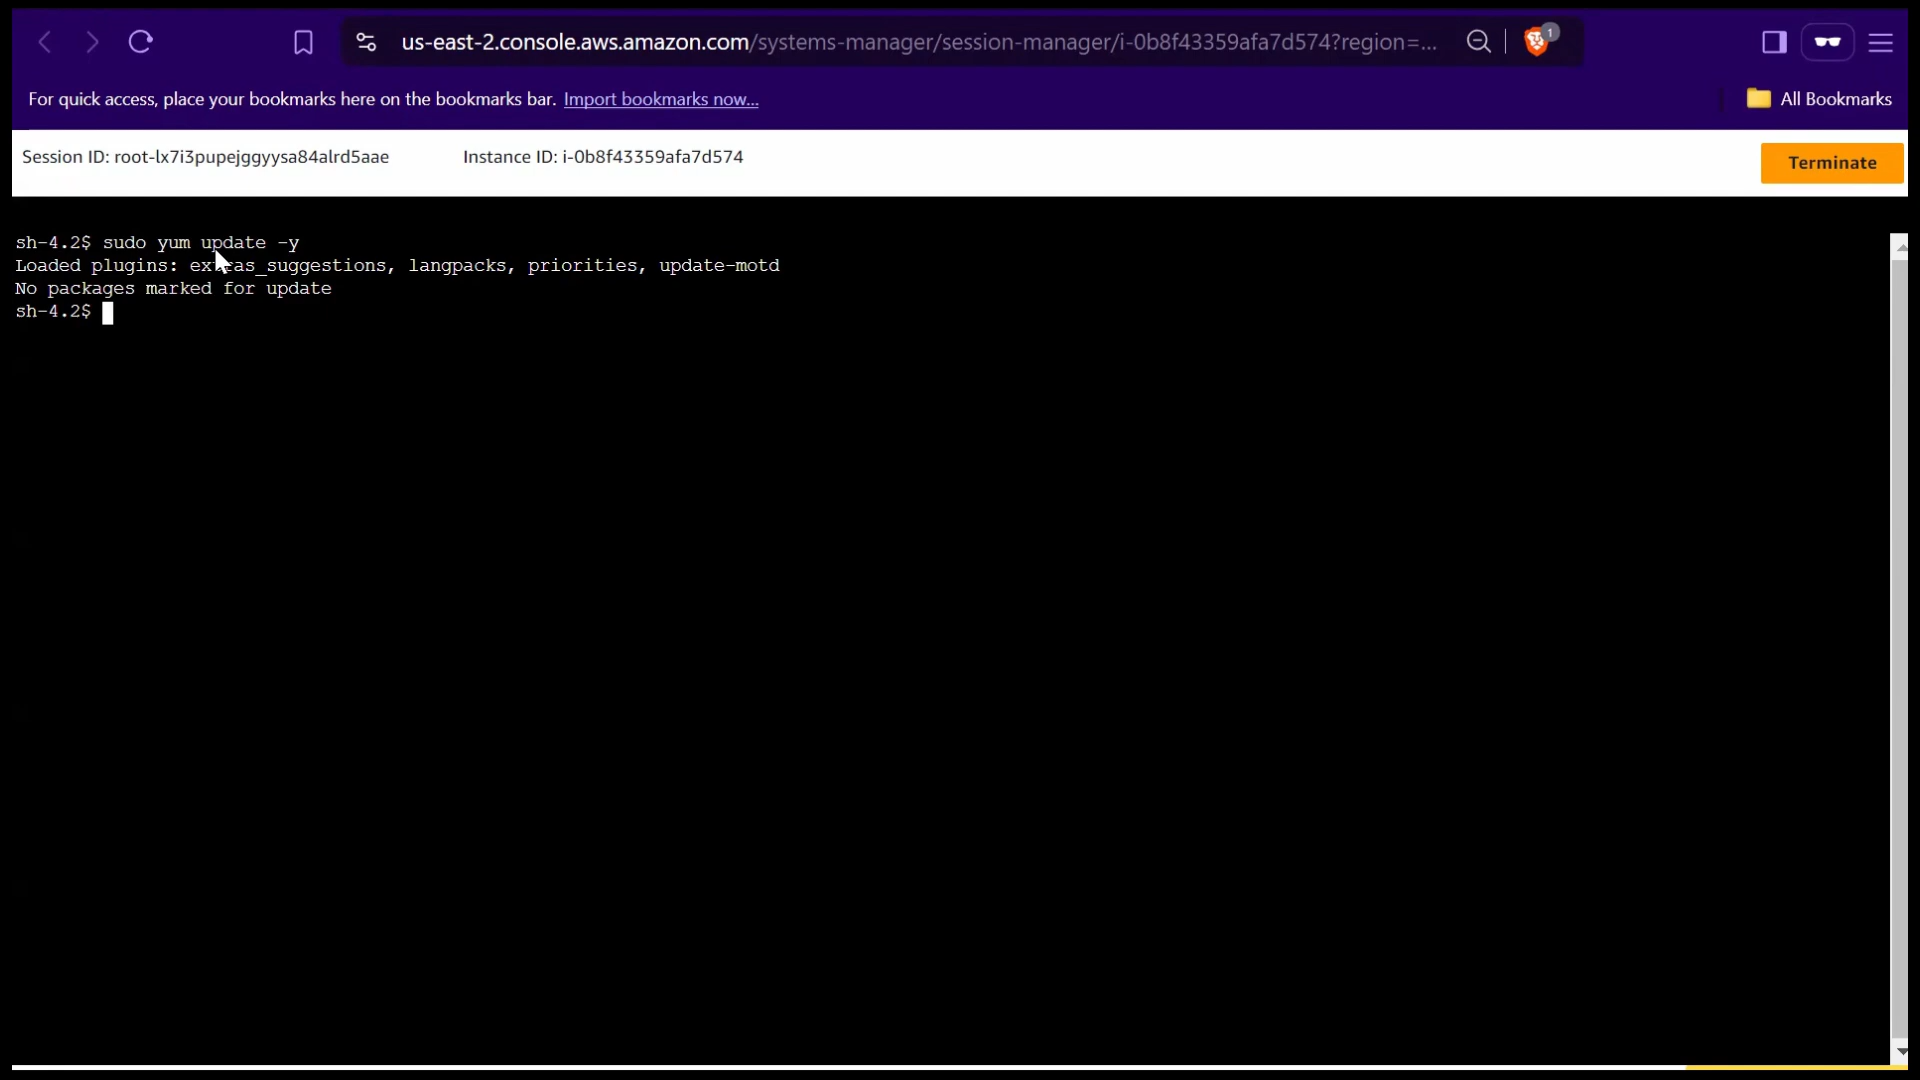 us-east-2.console.aws.amazon.com/systems-manager/session-manager/i-0b8f43359afa7d574?region=...
1
For quick access, place your bookmarks here on the bookmarks bar. Import bookmarks now...
All Bookmarks
Session ID: root-lx7i3pupejggyysa84alrd5aae
Instance ID: i-0b8f43359afa7d574
Terminate
sh-4.2$ sudo yum update -y
Loaded plugins: extras_suggestions, langpacks, priorities, update-motd
No packages marked for update
sh-4.2$